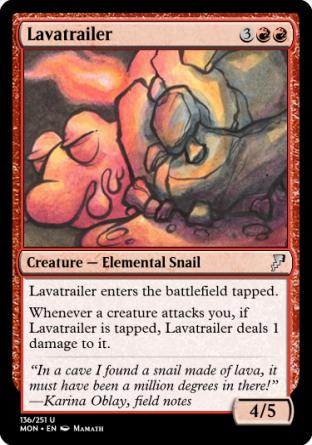 Lavatrailer 3
Creature — Elemental Snail
Lavatrailer enters the battlefield tapped.
Whenever a creature attacks you, if
Lavatrailer is tapped, Lavatrailer deals 1
damage to it.
“In a cave I found a snail made of lava, it
must have been a million degrees in there!”
—Karina Oblay, field notes
4/5
136/251 U
MON • EN Mamath